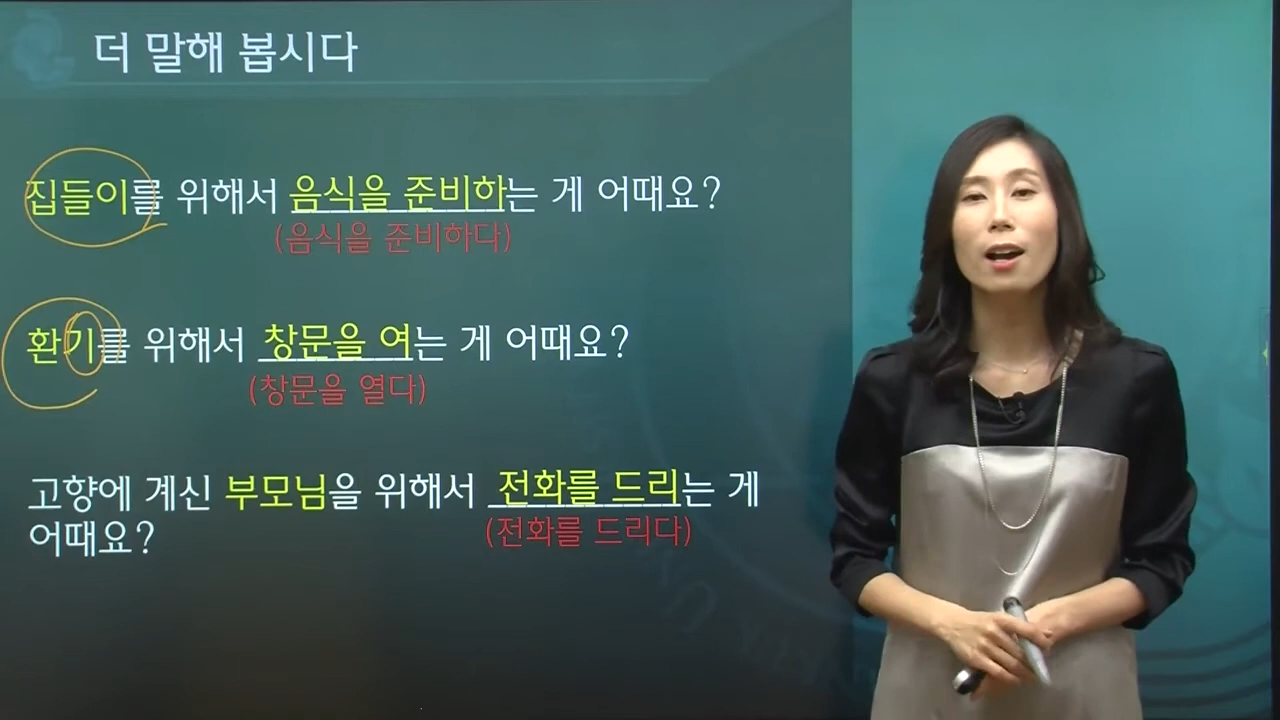 더 말해 봅시다
집들이를 위해서 음식을 준비하는 게 어때요?
(음식을 준비하다)
환기를 위해서 창문을 여는 게 어때요?
(창문을 열다)
고향에 계신 부모님을 위해서 전화를 드리는 게
어때요?
(전화를 드리다)